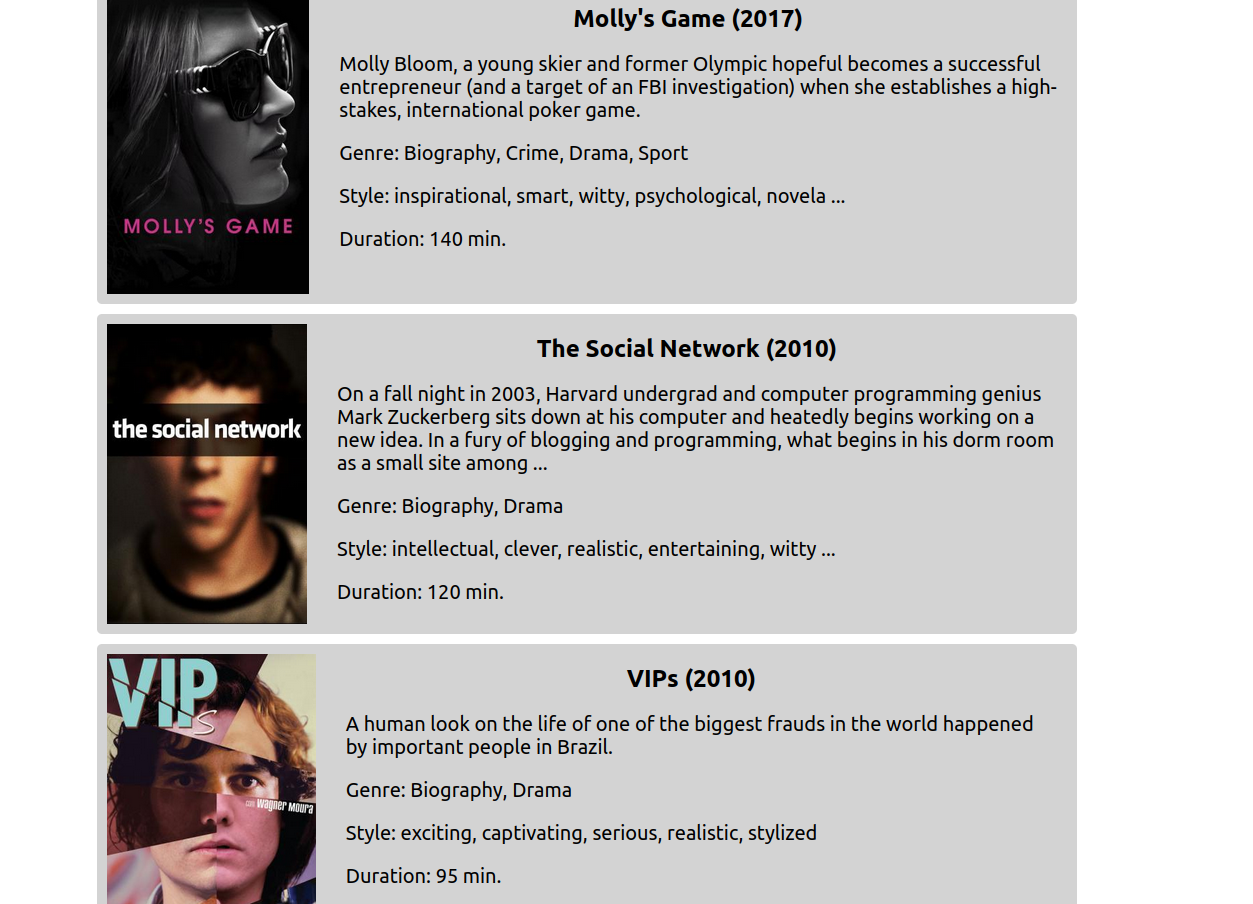 Molly's Game (2017)
Molly Bloom, a young skier and former Olympic hopeful becomes a successful
entrepreneur (and a target of an FBI investigation) when she establishes a high-
stakes, international poker game.
Genre: Biography, Crime, Drama, Sport
Style: inspirational, smart, witty, psychological, novela ...
Duration: 140 min.
MOLLY'S GAME
The Social Network (2010)
On a fall night in 2003, Harvard undergrad and computer programming genius
Mark Zuckerberg sits down at his computer and heatedly begins working on a
new idea. In a fury of blogging and programming, what begins in his dorm room
as a small site among ...
Genre: Biography, Drama
Style: intellectual, clever, realistic, entertaining, witty ...
Duration: 120 min.
the social network
VIPs (2010)
A human look on the life of one of the biggest frauds in the world happened
by important people in Brazil.
Genre: Biography, Drama
Style: exciting, captivating, serious, realistic, stylized
Duration: 95 min.
VIPs
com Wagner Moura